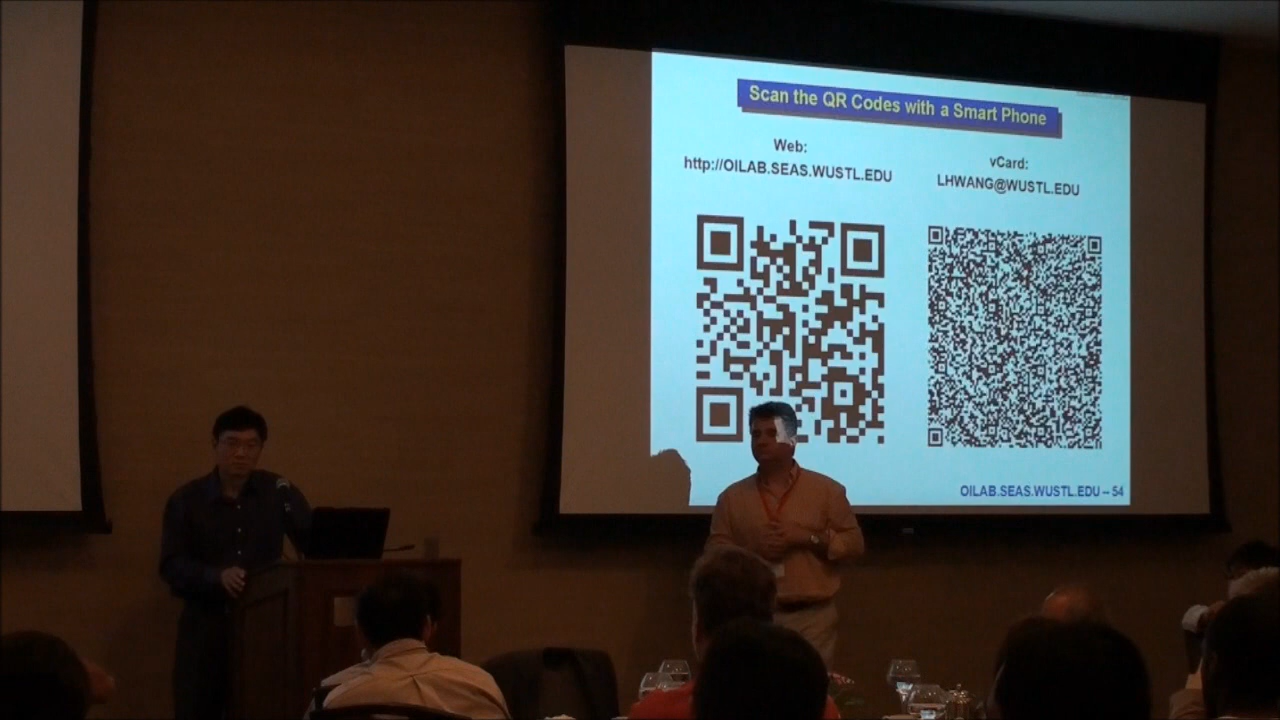 Scan the QR Codes with a Smart Phone
Web:
http://OILAB.SEAS.WUSTL.EDU
vCard:
LHWANG@WUSTL.EDU
OILAB.SEAS.WUSTL.EDU – 54